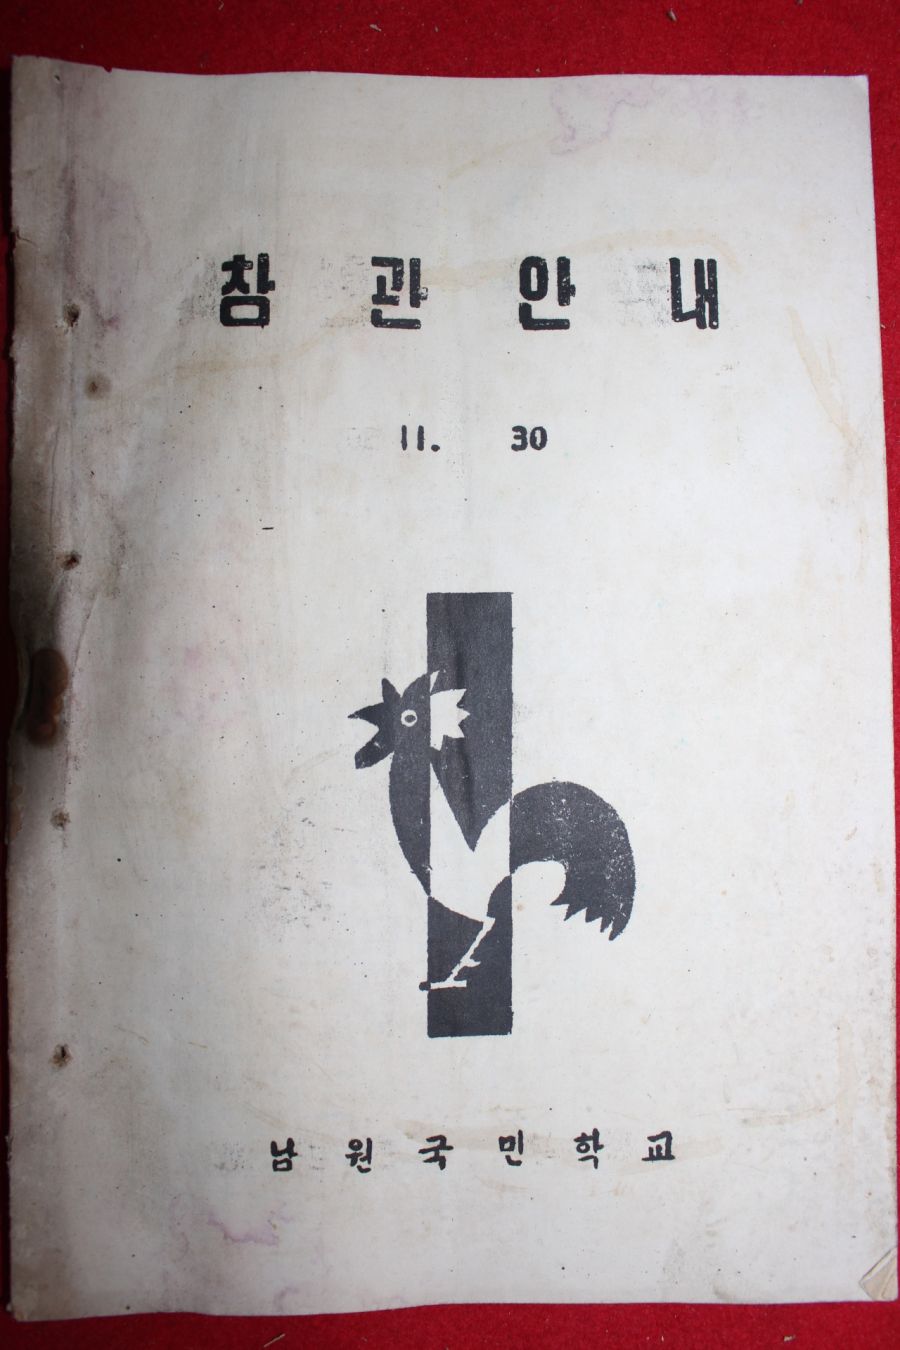 참 관 안 내
11. 30
남 원 국 민 학 교